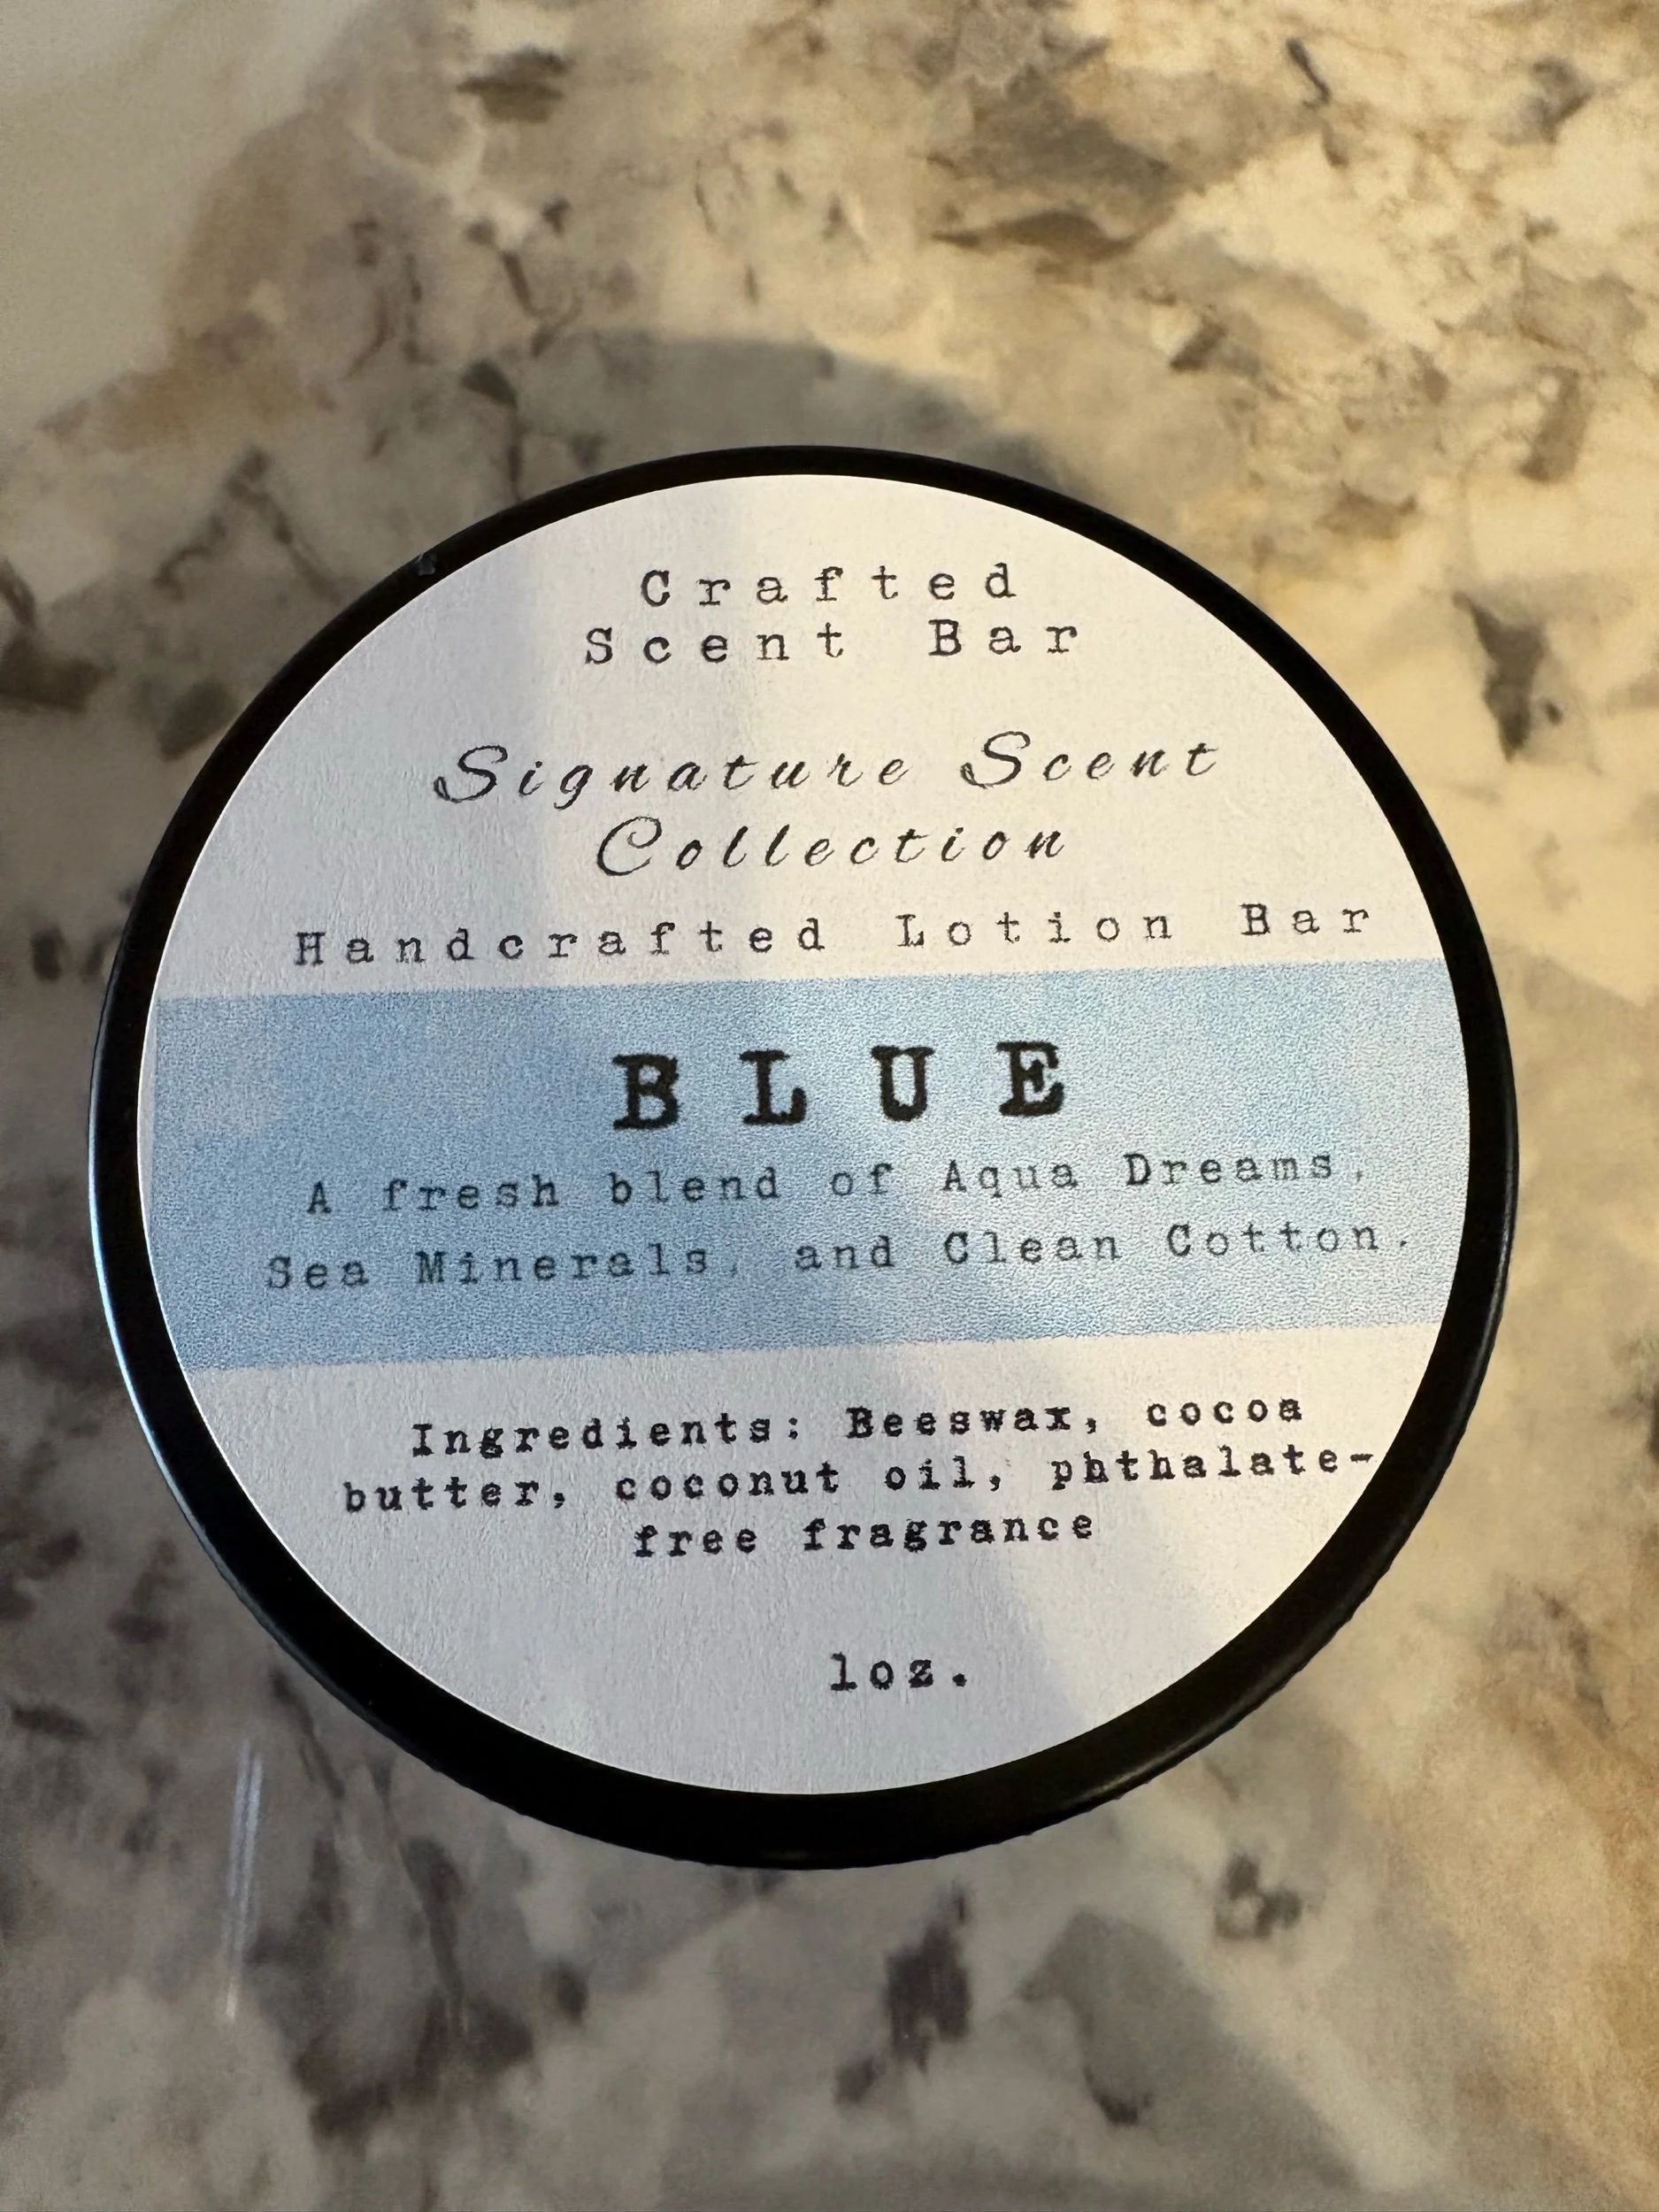 Crafted
Scent Bar
Signature Scent
Collection
Handcrafted Lotion Bar
BLUE
A fresh blend of Aqua Dreams,
Sea Minerals, and Clean Cotton.
Ingredients: Beeswax, cocoa
butter, coconut oil, phthalate-
free fragrance
1oz.